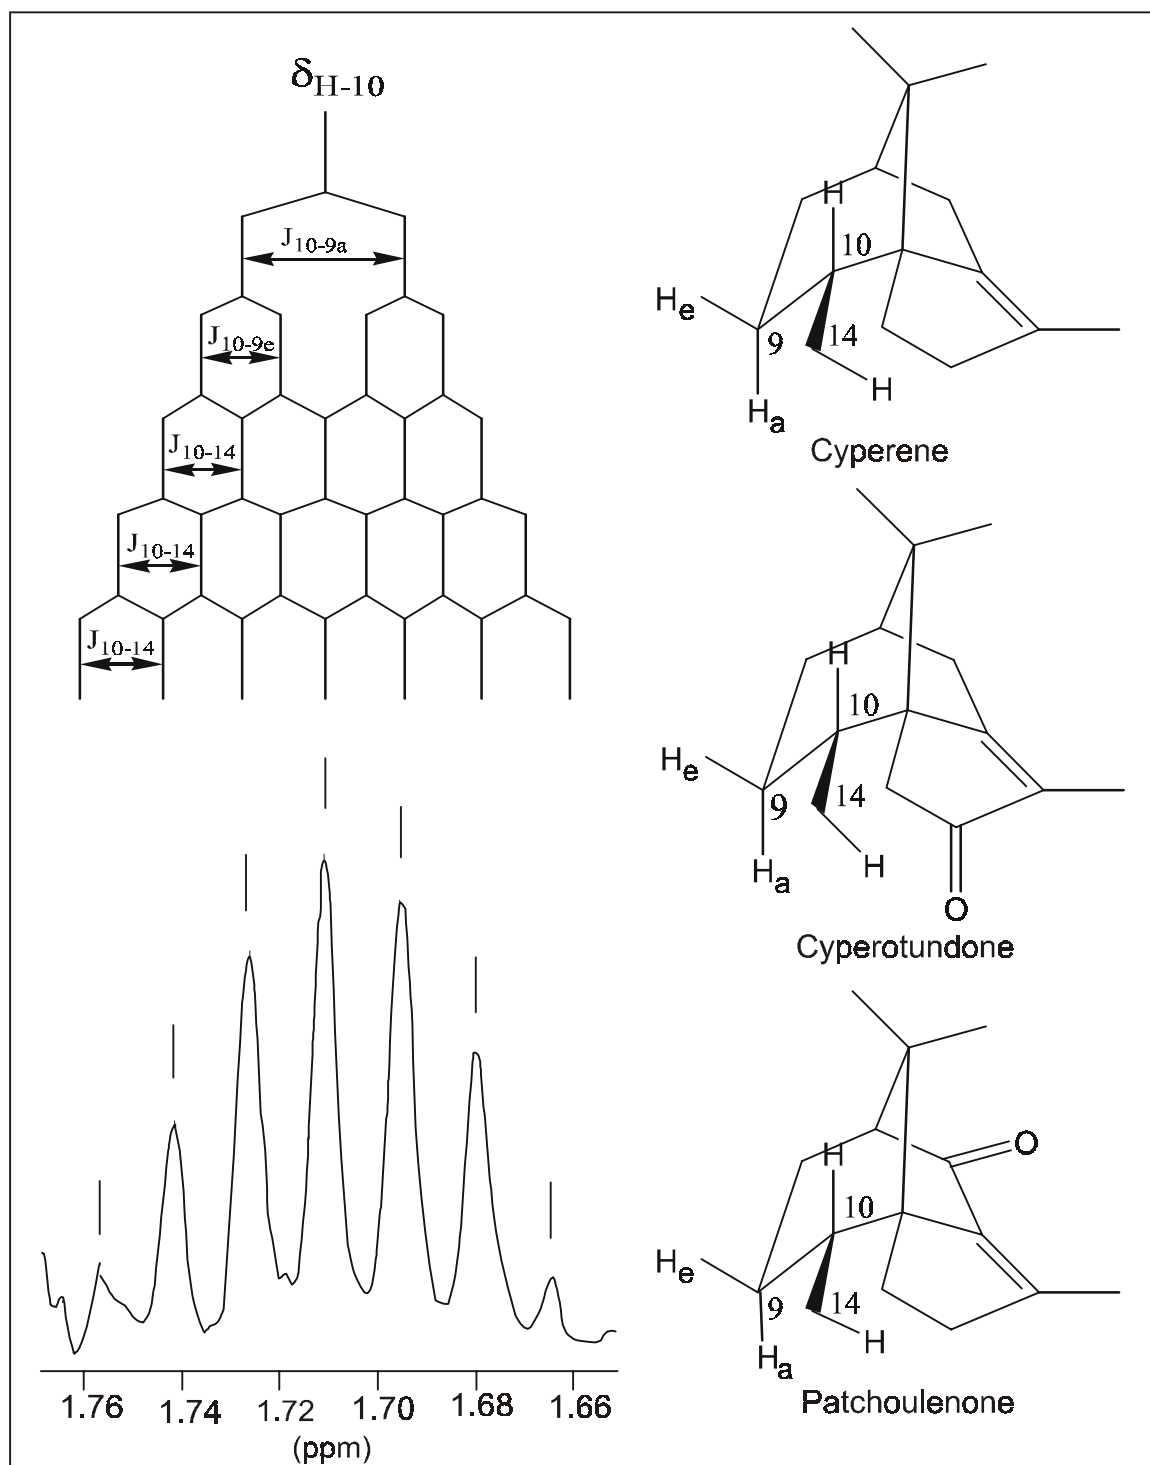 δH-10
J10-9a
J10-9e
J10-14
J10-14
J10-14
1.76 1.74 1.72 1.70 1.68 1.66
(ppm)
H
10
He
9
14
H
Ha
Cyperene
H
10
He
9
14
H
Ha
O
Cyperotundone
O
H
10
He
9
14
H
Ha
Patchoulenone